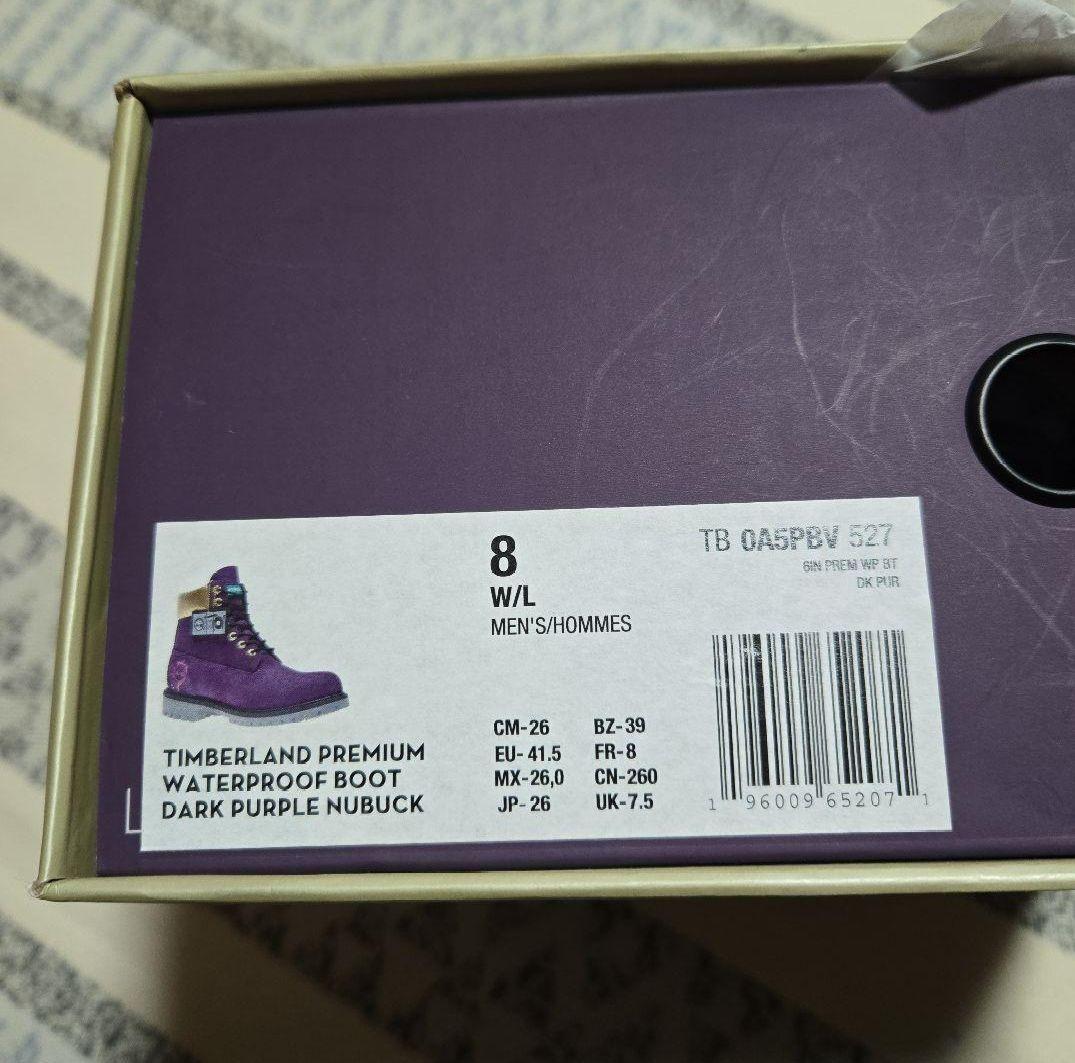 8
W/L
MEN'S/HOMMES
TB 0A5PBV 527
6IN PREM WP BT
DK PUR
TIMBERLAND PREMIUM
WATERPROOF BOOT
DARK PURPLE NUBUCK
CM-26 BZ-39
EU- 41.5 FR-8
MX-26,0 CN-260
JP- 26 UK-7.5
1 96009 65207 1